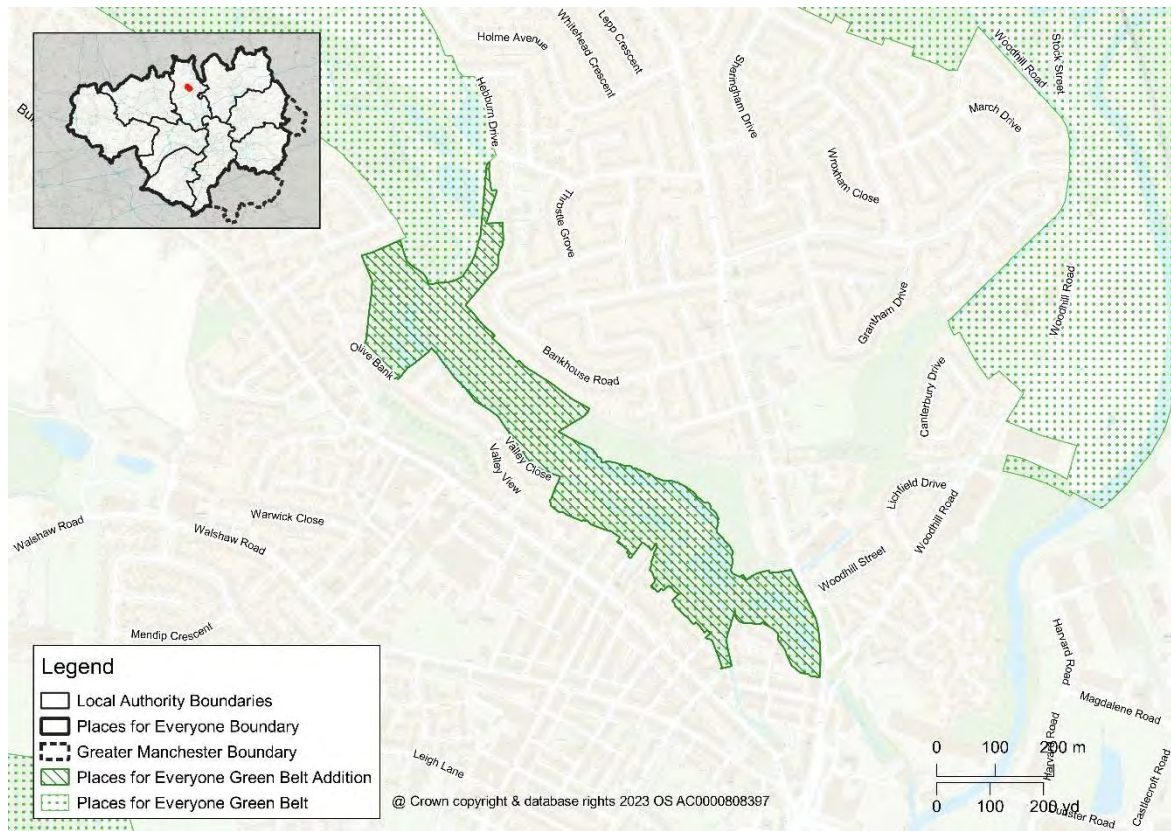 Holme Avenue
Whitehead Crescent
Lepp Crescent
Hebburn Drive
Sheringham Drive
Woodhill Road
Stock Street
March Drive
Wroxham Close
Throstle Grove
Grantham Drive
Woodhill Road
Olive Bank
Bankhouse Road
Canterbury Drive
Valley Close
Valley View
Lichfield Drive
Woodhill Road
Woodhill Street
Warwick Close
Walshaw Road
Walshaw Road
Mendip Crescent
Harvard Road
Magdalene Road
Harvard Road
Castlecroft Road
Leigh Lane
Legend
Local Authority Boundaries
Places for Everyone Boundary
Greater Manchester Boundary
Places for Everyone Green Belt Addition
Places for Everyone Green Belt
@ Crown copyright & database rights 2023 OS AC0000808397
0 100 200 m
0 100 200 yd
Road